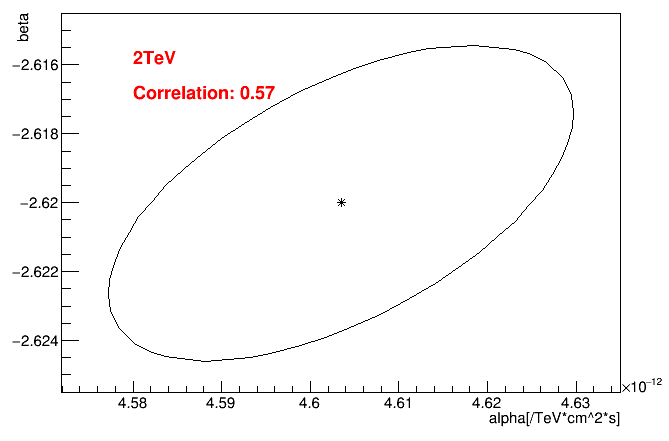 beta
2TeV
Correlation: 0.57
−2.616
−2.618
−2.62
−2.622
−2.624
4.58 4.59 4.6 4.61 4.62 4.63
×10−12
alpha[/TeV*cm^2*s]